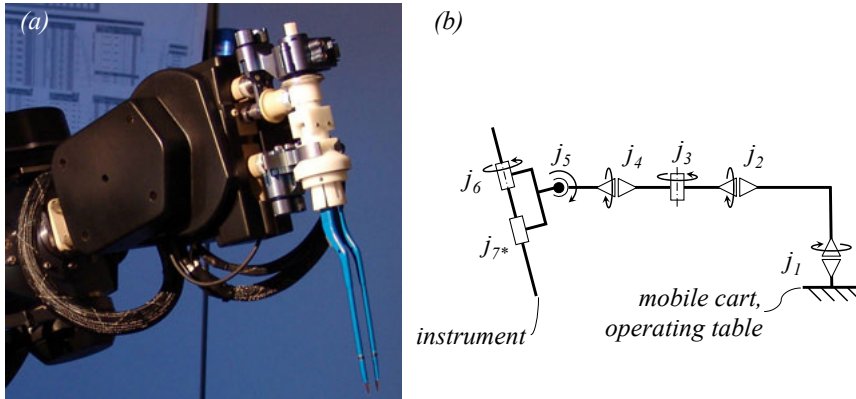 (a)
(b)
j5
j4
j3
j2
j6
j7*
j1
mobile cart,
operating table
instrument